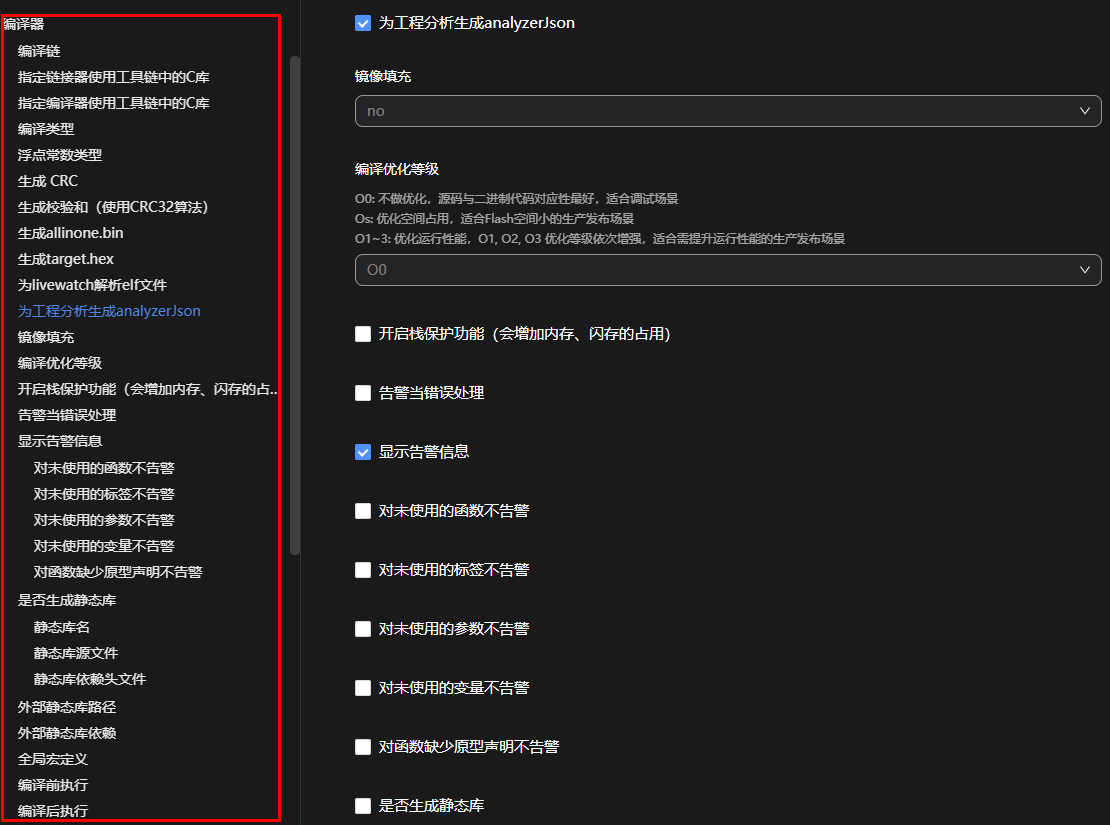 编译器
编译链
指定链接器使用工具链中的C库
指定编译器使用工具链中的C库
编译类型
浮点常数类型
生成 CRC
生成校验和（使用CRC32算法）
生成allinone.bin
生成target.hex
为livewatch解析elf文件
为工程分析生成analyzerJson
镜像填充
编译优化等级
开启栈保护功能（会增加内存、闪存的占...
告警当错误处理
显示告警信息
对未使用的函数不告警
对未使用的标签不告警
对未使用的参数不告警
对未使用的变量不告警
对函数缺少原型声明不告警
是否生成静态库
静态库名
静态库源文件
静态库依赖头文件
外部静态库路径
外部静态库依赖
全局宏定义
编译前执行
编译后执行
为工程分析生成analyzerJson
镜像填充
no
编译优化等级
O0: 不做优化，源码与二进制代码对应性最好，适合调试场景
Os: 优化空间占用，适合Flash空间小的生产发布场景
O1~3: 优化运行性能，O1, O2, O3 优化等级依次增强，适合需提升运行性能的生产发布场景
O0
开启栈保护功能（会增加内存、闪存的占用）
告警当错误处理
显示告警信息
对未使用的函数不告警
对未使用的标签不告警
对未使用的参数不告警
对未使用的变量不告警
对函数缺少原型声明不告警
是否生成静态库